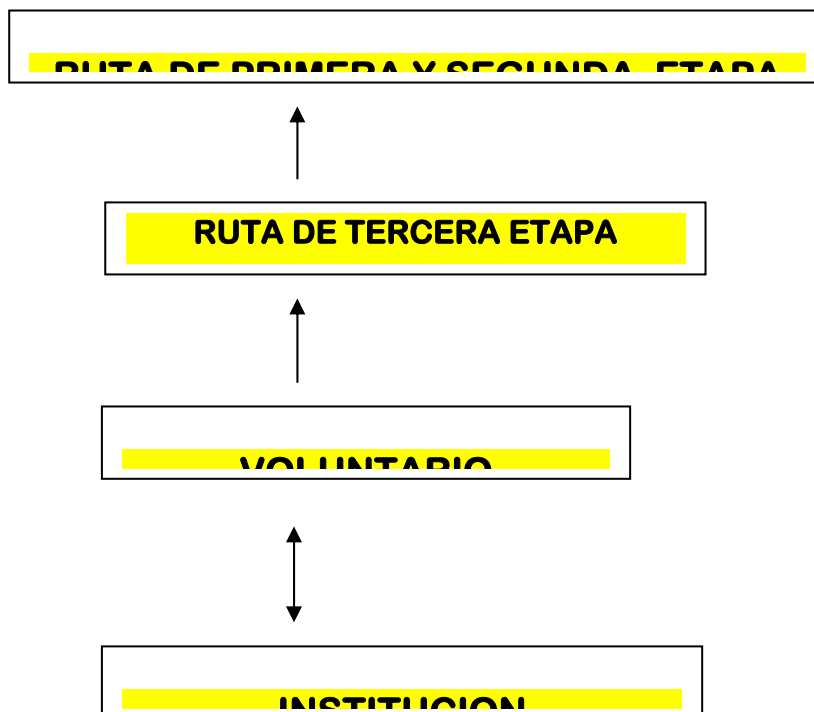 RUTA DE PRIMERA Y SEGUNDA ETAPA
RUTA DE TERCERA ETAPA
VOLUNTARIO
INSTITUCION